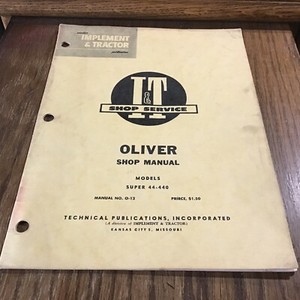 IMPLEMENT
& TRACTOR
I&T
SHOP SERVICE
OLIVER
SHOP MANUAL
MODELS
SUPER 44-440
MANUAL NO. O-12
PRICE, $1.50
TECHNICAL PUBLICATIONS, INCORPORATED
(A division of IMPLEMENT & TRACTOR)
KANSAS CITY 5, MISSOURI